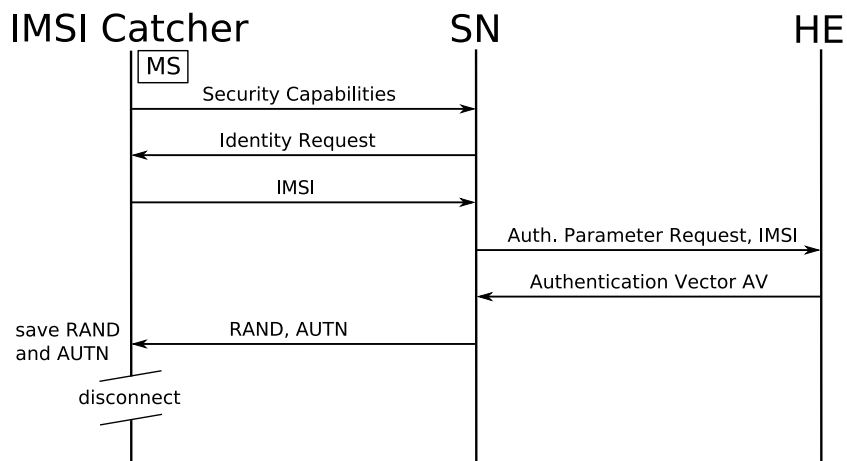 IMSI Catcher SN HE
MS
Security Capabilities
Identity Request
IMSI
Auth. Parameter Request, IMSI
Authentication Vector AV
RAND, AUTN
save RAND
and AUTN
disconnect